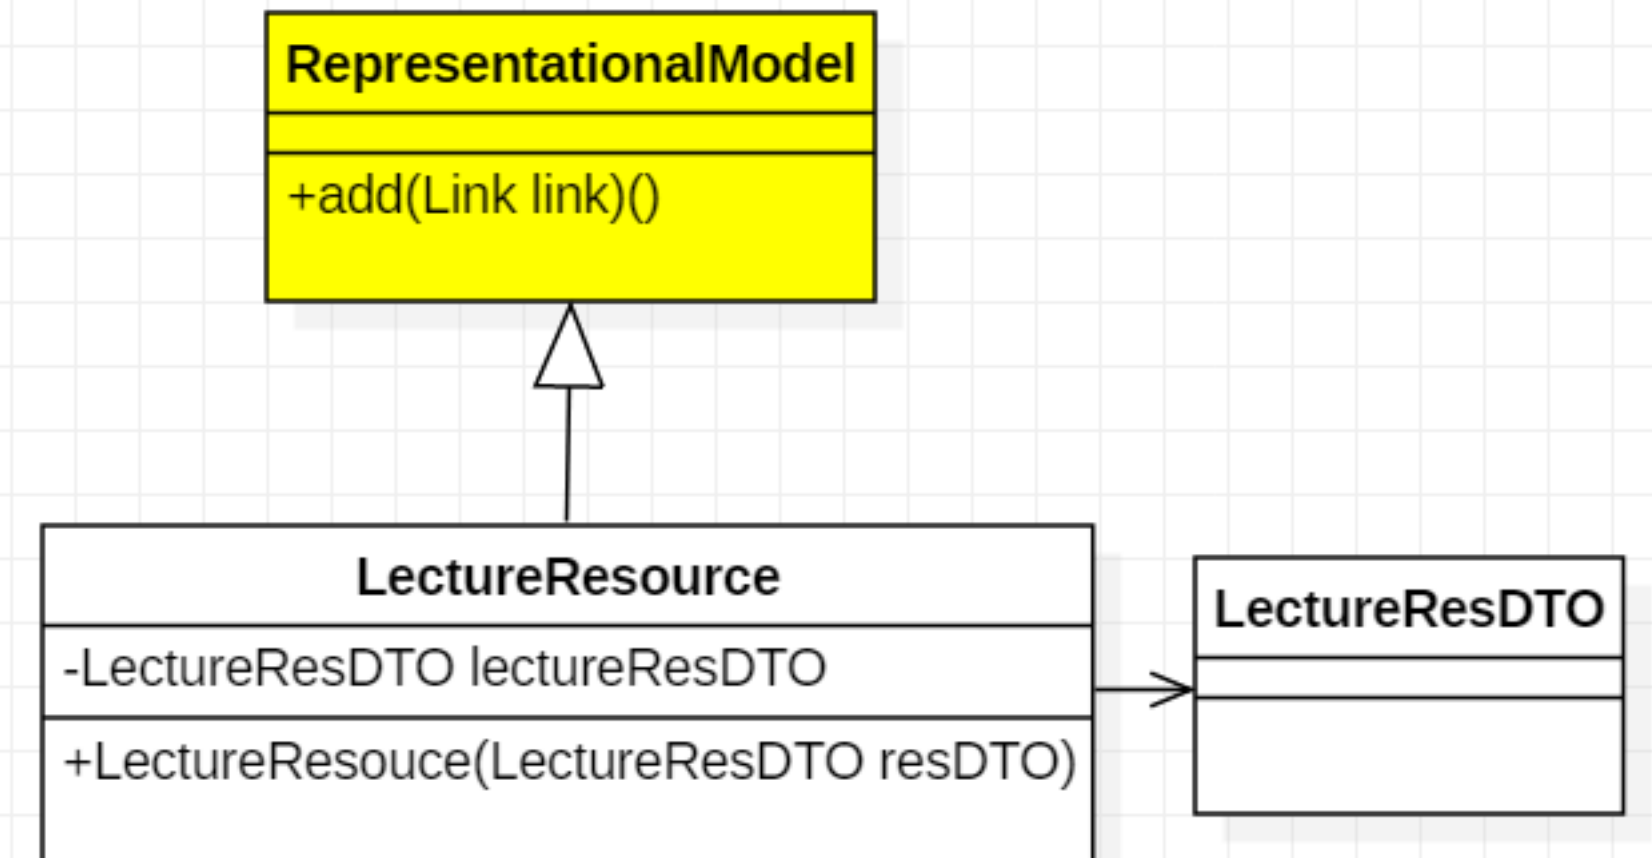 RepresentationalModel
+add(Link link)()
LectureResource
-LectureResDTO lectureResDTO
+LectureResouce(LectureResDTO resDTO)
LectureResDTO